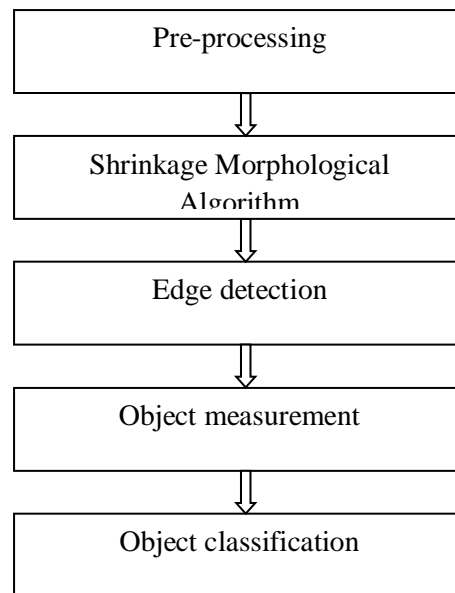 Pre-processing
Shrinkage Morphological
Algorithm
Edge detection
Object measurement
Object classification